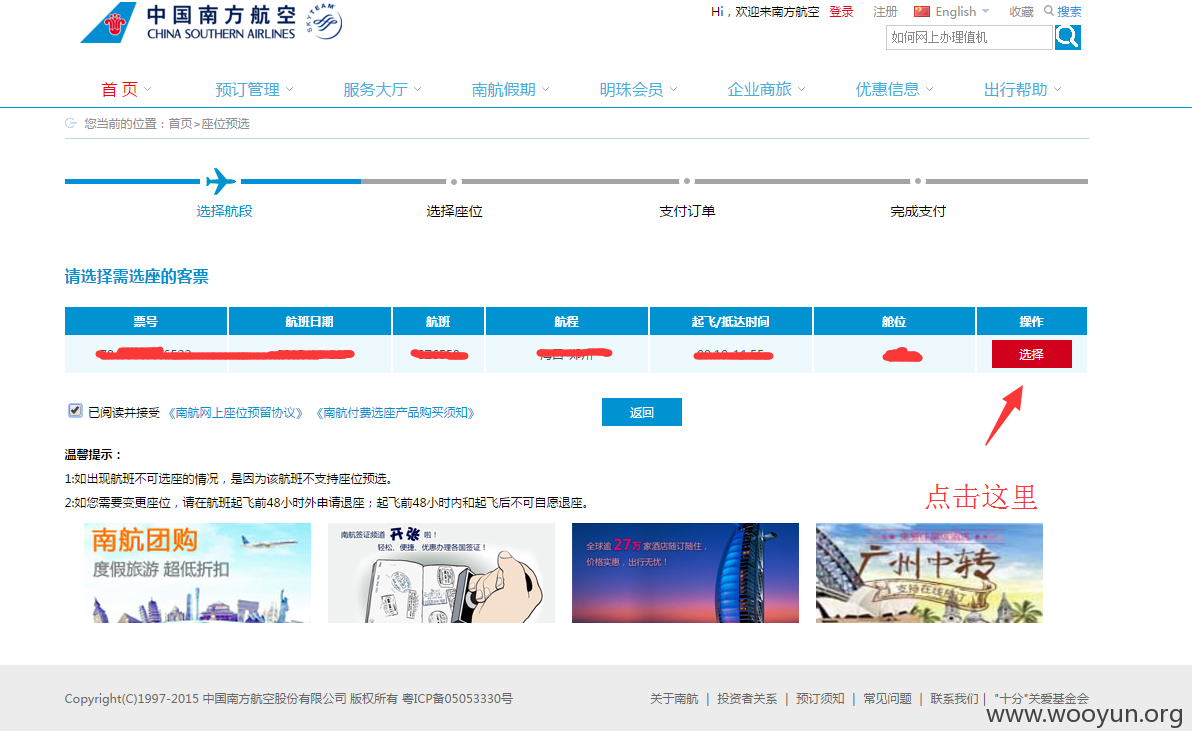 中国南方航空
CHINA SOUTHERN AIRLINES
SKYTEAM
Hi，欢迎来南方航空 登录 注册 English 收藏 搜索
如何网上办理值机
首 页 预订管理 服务大厅 南航假期 明珠会员 企业商旅 优惠信息 出行帮助
您当前的位置：首页>座位预选
选择航段 选择座位 支付订单 完成支付
请选择需选座的客票
票号 航班日期 航班 航程 起飞/抵达时间 舱位 操作
选择
已阅读并接受 《南航网上座位预留协议》 《南航付费选座产品购买须知》 返回
温馨提示：
1:如出现航班不可选座的情况，是因为该航班不支持座位预选。
2:如您需要变更座位，请在航班起飞前48小时外申请退座；起飞前48小时内和起飞后不可自愿退座。
点击这里
南航团购
度假旅游 超低折扣
南航签证频道 开张 啦！
轻松、便捷、优惠办理各国签证！
全球逾27万家酒店随订随住，
价格实惠，出行无忧！
广州中转
支持在线预订
Copyright(C)1997-2015 中国南方航空股份有限公司 版权所有 粤ICP备05053330号
关于南航 | 投资者关系 | 预订须知 | 常见问题 | 联系我们 | "十分"关爱基金会
www.wooyun.org